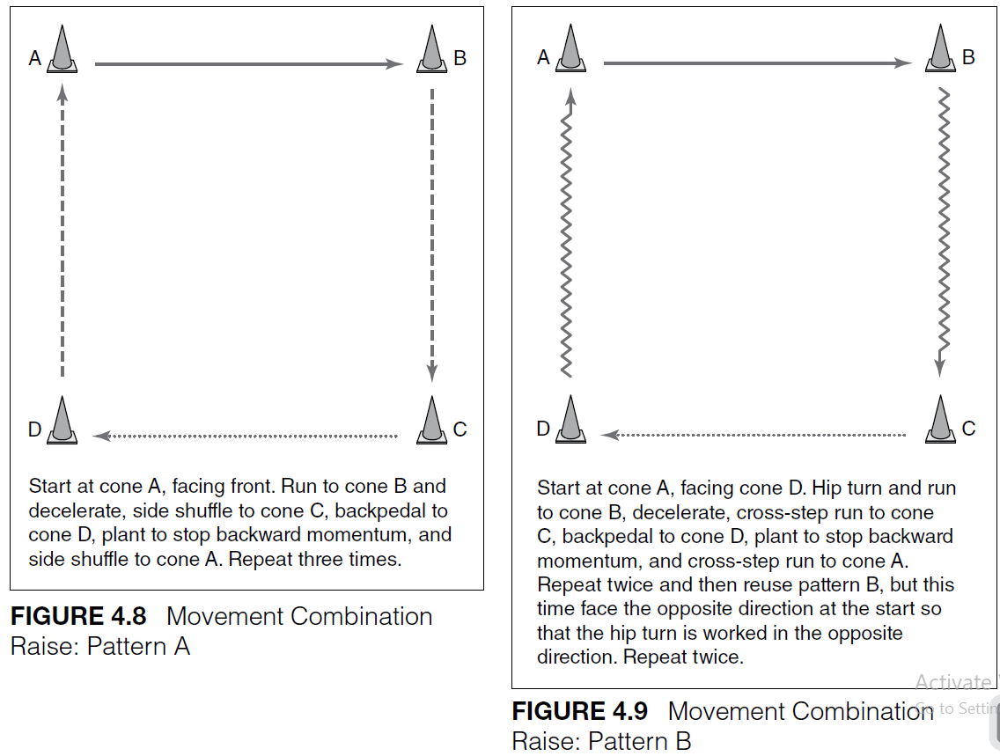 A
B
D
C
Start at cone A, facing front. Run to cone B and
decelerate, side shuffle to cone C, backpedal to
cone D, plant to stop backward momentum, and
side shuffle to cone A. Repeat three times.
FIGURE 4.8 Movement Combination
Raise: Pattern A
A
B
D
C
Start at cone A, facing cone D. Hip turn and run
to cone B, decelerate, cross-step run to cone
C, backpedal to cone D, plant to stop backward
momentum, and cross-step run to cone A.
Repeat twice and then reuse pattern B, but this
time face the opposite direction at the start so
that the hip turn is worked in the opposite
direction. Repeat twice.
FIGURE 4.9 Movement Combination
Raise: Pattern B
Activate
Go to Settin